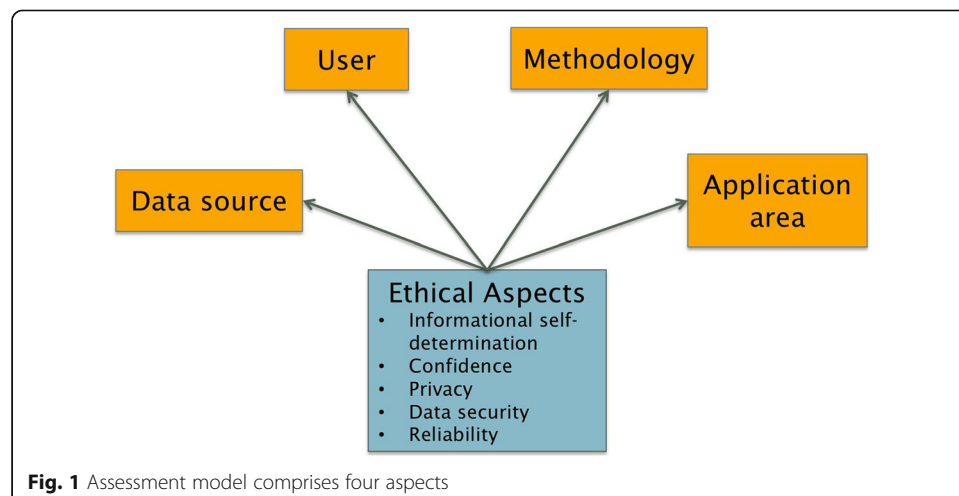 User
Methodology
Data source
Application
area
Ethical Aspects
• Informational self-
determination
• Confidence
• Privacy
• Data security
• Reliability
Fig. 1 Assessment model comprises four aspects